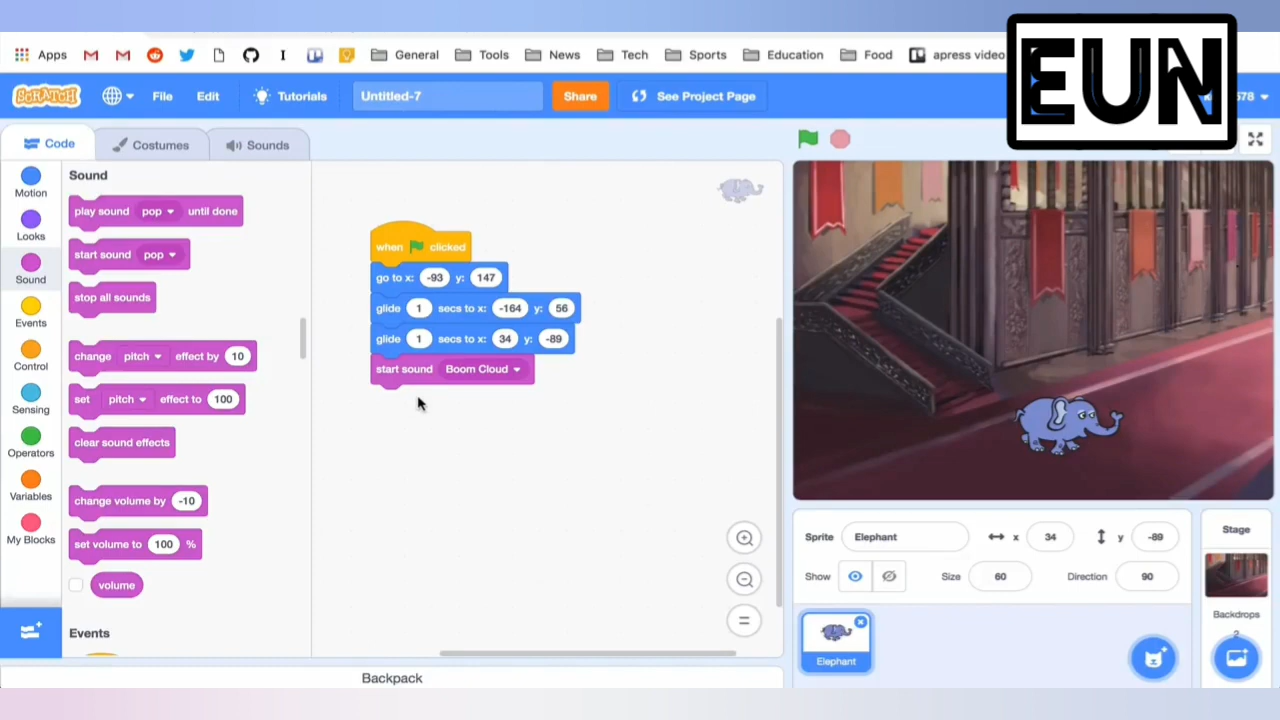 Apps General Tools News Tech Sports Education Food apress video
EUN
SCRATCH File Edit Tutorials Untitled-7 Share See Project Page 578
Code Costumes Sounds
Motion
Looks
Sound
Events
Control
Sensing
Operators
Variables
My Blocks
Sound
play sound pop until done
start sound pop
stop all sounds
change pitch effect by 10
set pitch effect to 100
clear sound effects
change volume by -10
set volume to 100 %
volume
Events
when clicked
go to x: -93 y: 147
glide 1 secs to x: -164 y: 56
glide 1 secs to x: 34 y: -89
start sound Boom Cloud
Sprite Elephant x 34 y -89
Show Size 60 Direction 90
Elephant
Stage
Backdrops
2
Backpack